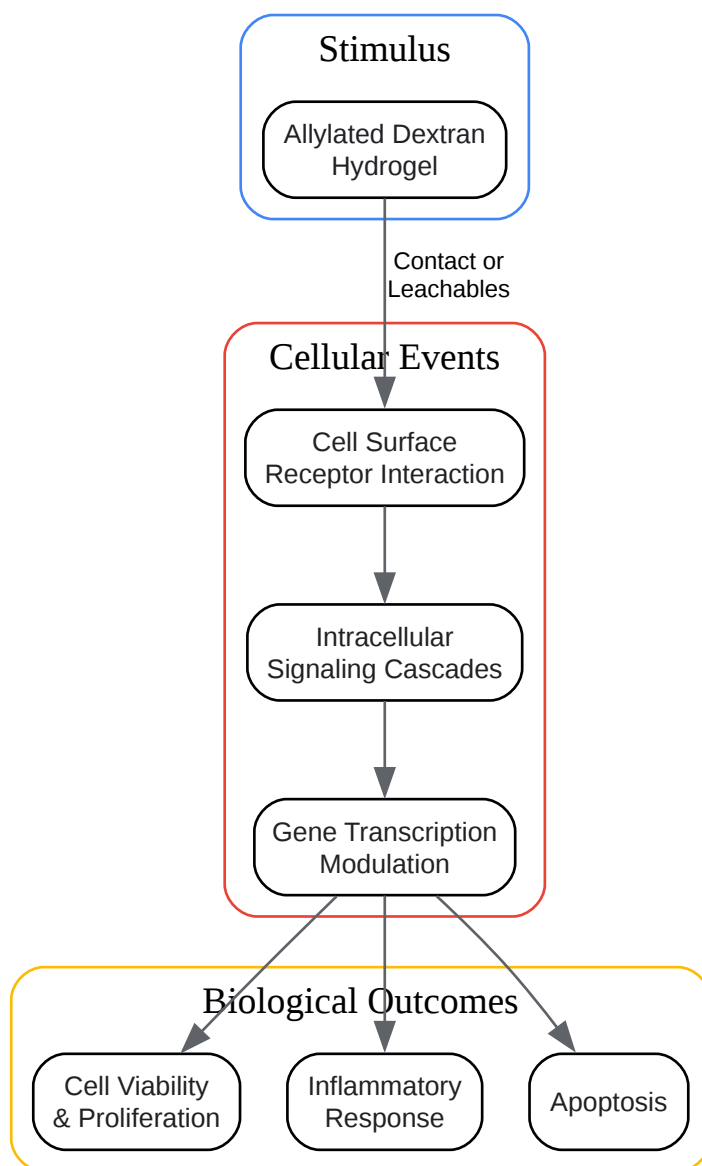 Stimulus
Allylated Dextran
Hydrogel
Contact or
Leachables
Cellular Events
Cell Surface
Receptor Interaction
Intracellular
Signaling Cascades
Gene Transcription
Modulation
Biological Outcomes
Cell Viability
& Proliferation
Inflammatory
Response
Apoptosis